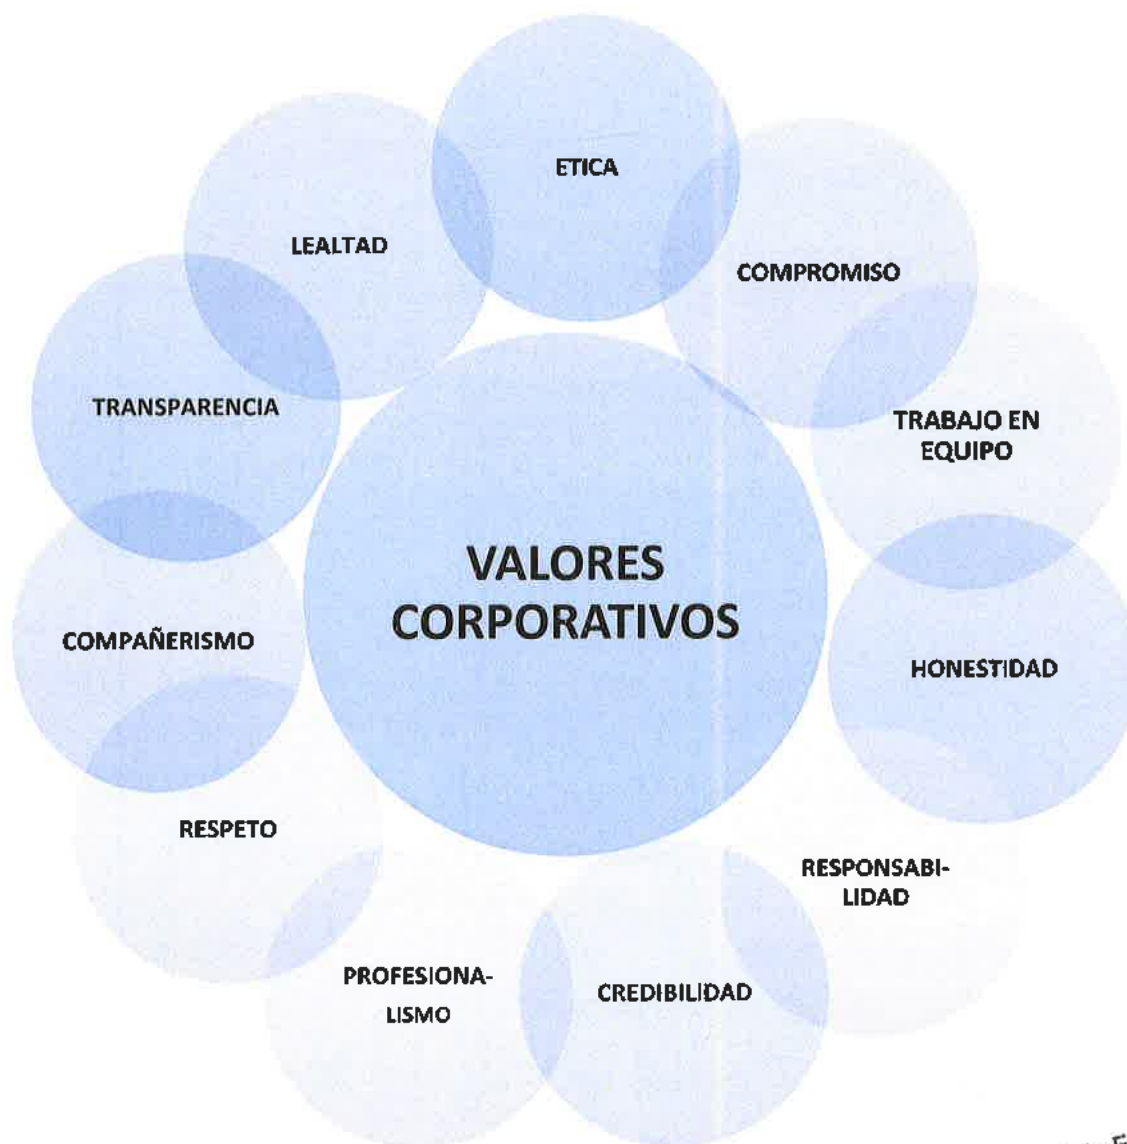 ETICA
LEALTAD
COMPROMISO
TRANSPARENCIA
TRABAJO EN
EQUIPO
VALORES
CORPORATIVOS
COMPAÑERISMO
HONESTIDAD
RESPETO
RESPONSABI-
LIDAD
PROFESIONA-
LISMO
CREDIBILIDAD